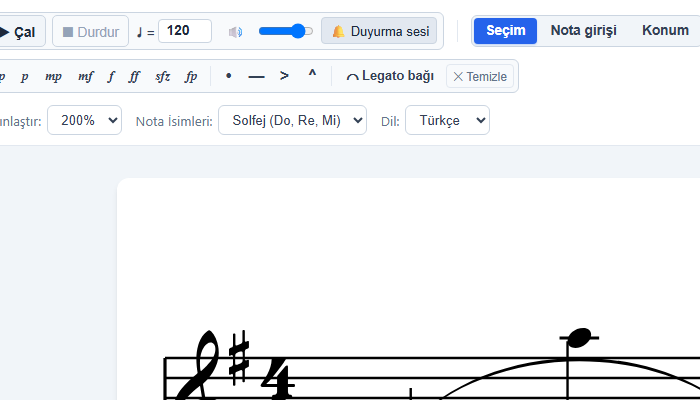 Çal Durdur = 120 Duyurma sesi Seçim Nota girişi Konum
p p mp mf f ff sfz fp • — > ^ Legato bağı Temizle
200% Nota İsimleri: Solfej (Do, Re, Mi) Dil: Türkçe
4